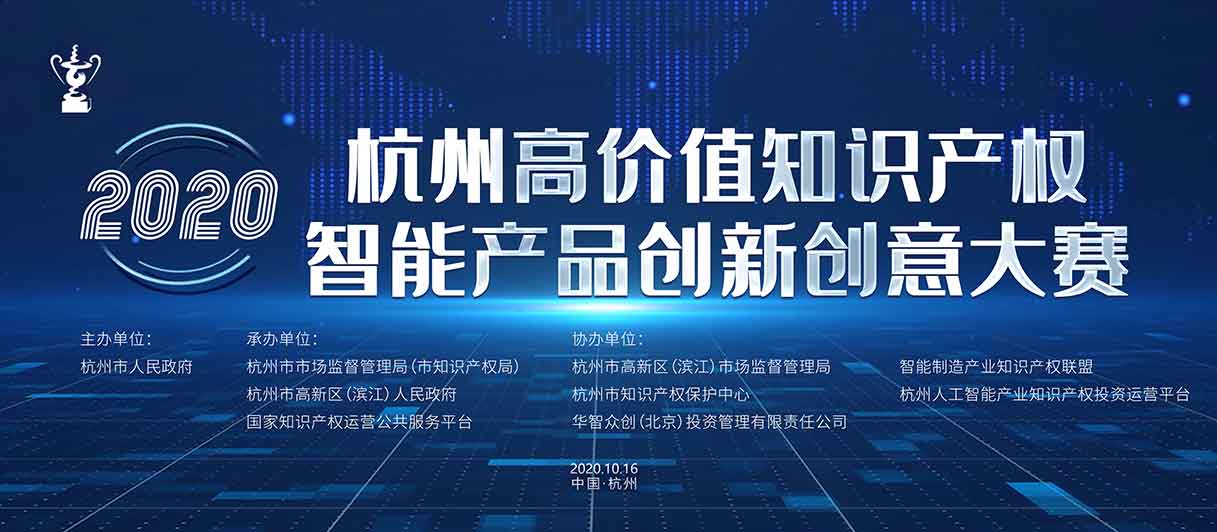 2020
杭州高价值知识产权
智能产品创新创意大赛
主办单位：
杭州市人民政府
承办单位：
杭州市市场监督管理局（市知识产权局）
杭州市高新区（滨江）人民政府
国家知识产权运营公共服务平台
协办单位：
杭州市高新区（滨江）市场监督管理局
杭州市知识产权保护中心
华智众创（北京）投资管理有限责任公司
智能制造产业知识产权联盟
杭州人工智能产业知识产权投资运营平台
2020.10.16
中国·杭州